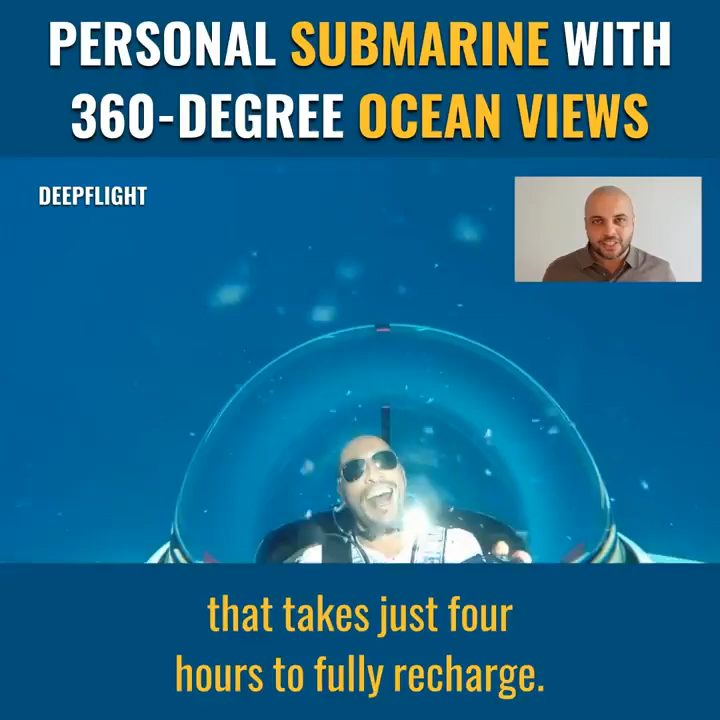 PERSONAL SUBMARINE WITH
360-DEGREE OCEAN VIEWS
DEEPFLIGHT
that takes just four
hours to fully recharge.